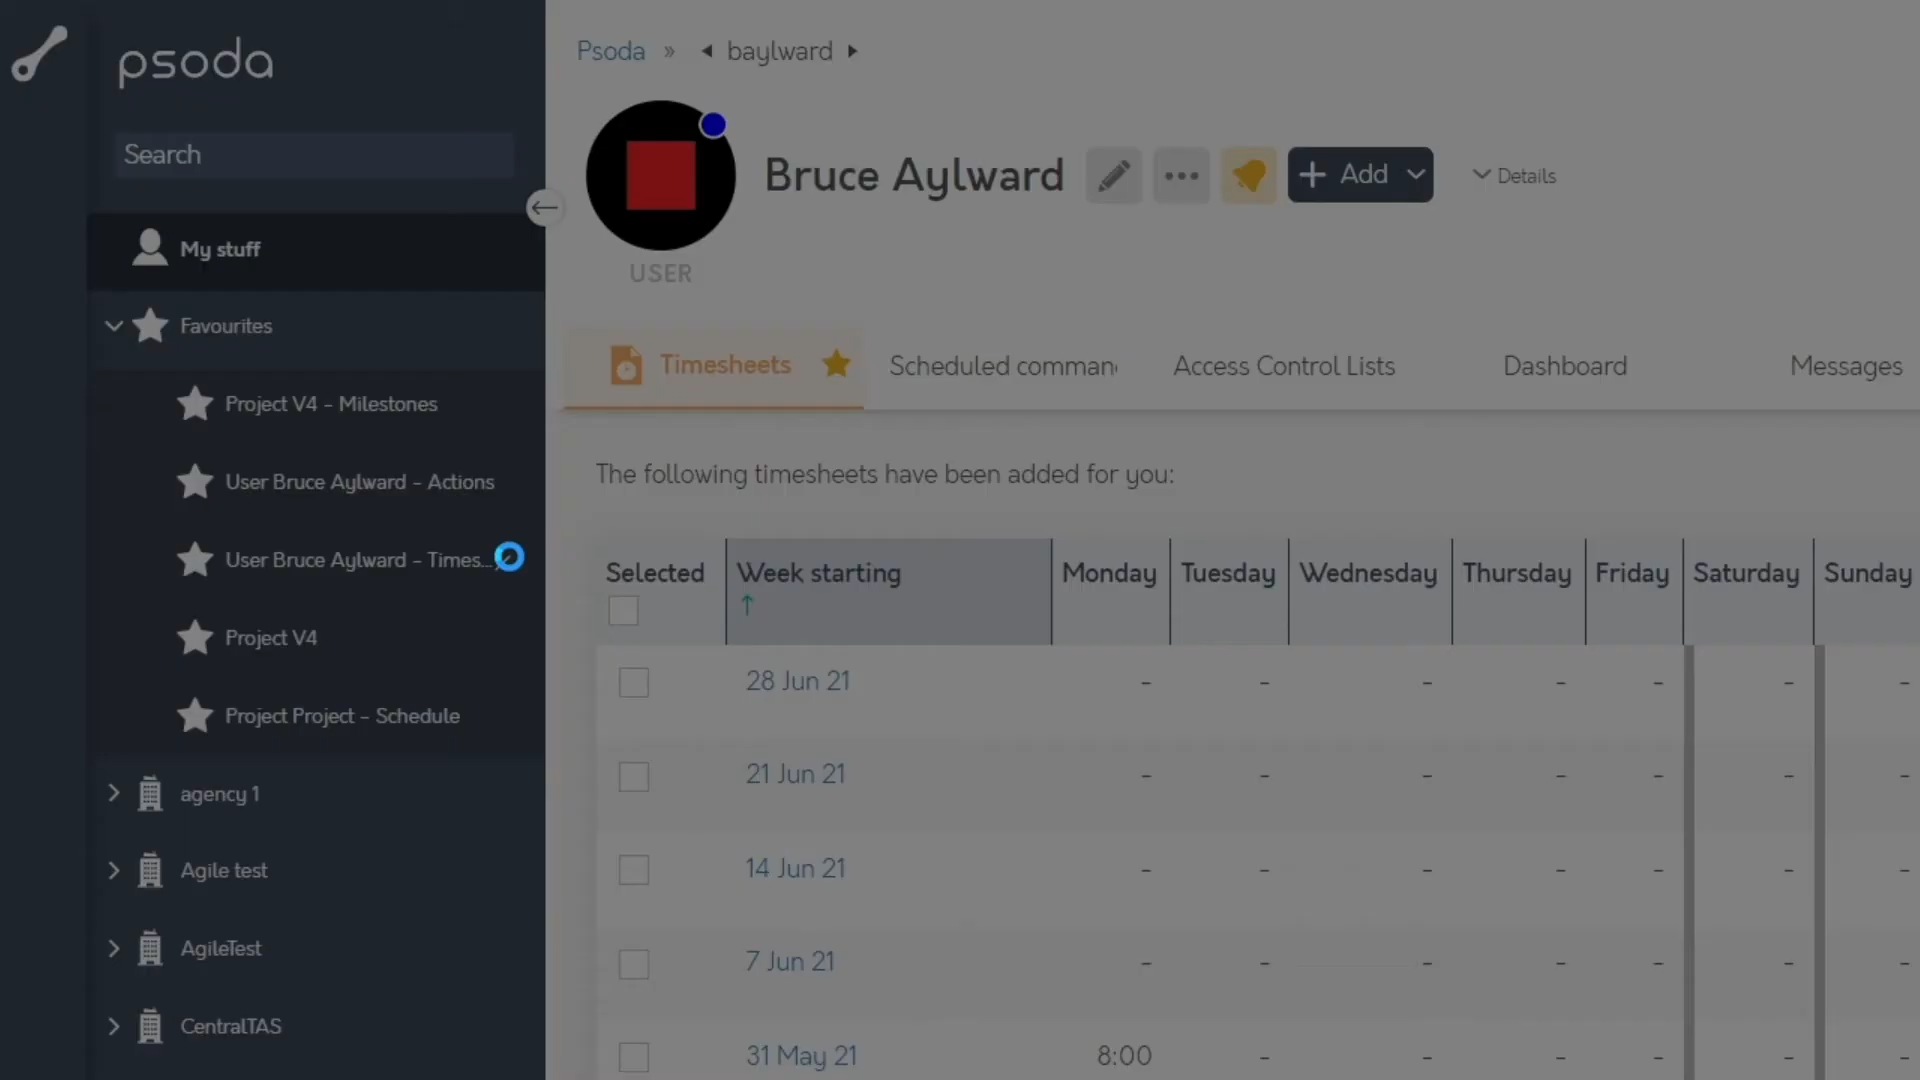 psoda
Search
My stuff
Favourites
Project V4 - Milestones
User Bruce Aylward - Actions
User Bruce Aylward - Times...
Project V4
Project Project - Schedule
agency 1
Agile test
AgileTest
CentralTAS
Psoda » baylward
Bruce Aylward
Add
Details
USER
Timesheets
Scheduled comman
Access Control Lists
Dashboard
Messages
The following timesheets have been added for you:
Selected Week starting Monday Tuesday Wednesday Thursday Friday Saturday Sunday
28 Jun 21 - - - - - - -
21 Jun 21 - - - - - - -
14 Jun 21 - - - - - - -
7 Jun 21 - - - - - - -
31 May 21 8:00 - - - - - -